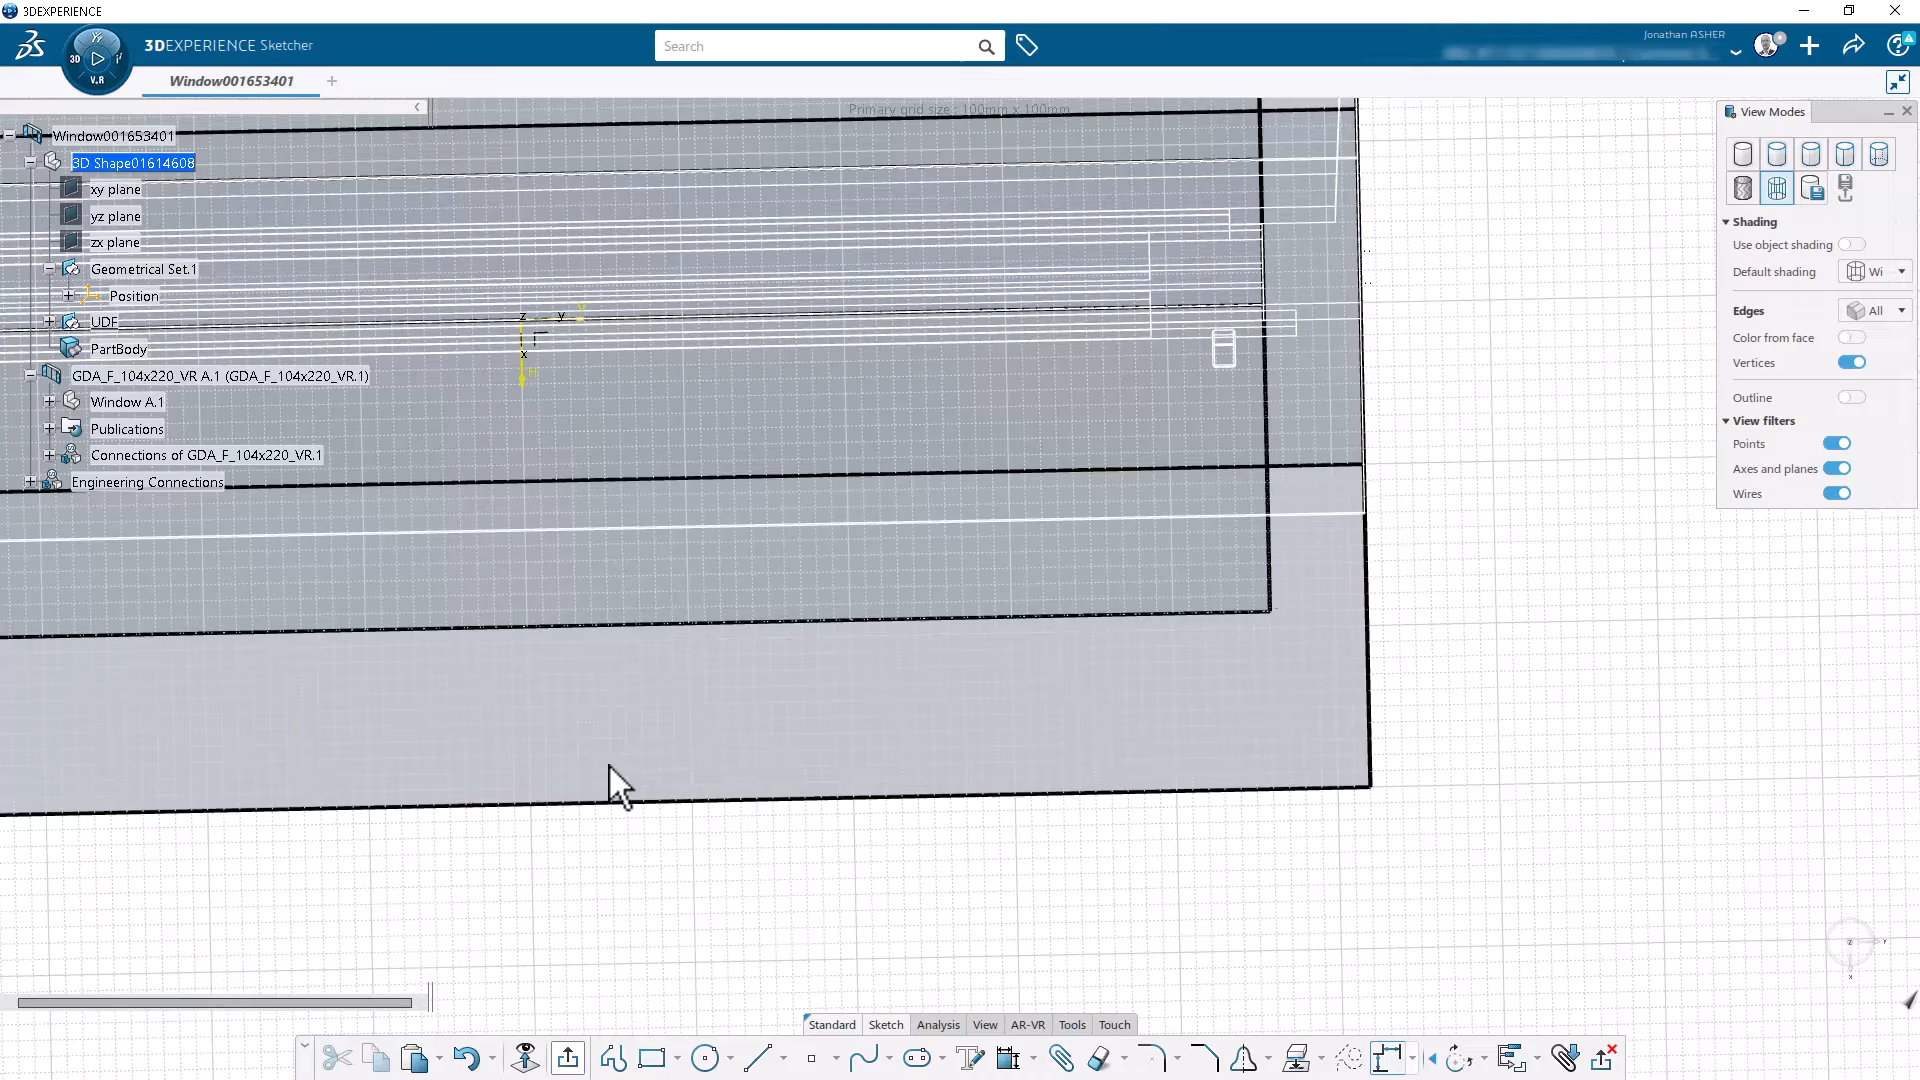 3DEXPERIENCE
3DEXPERIENCE Sketcher
Search
Jonathan ASHER
3D
V.R
Window001653401
Primary grid size : 100mm x 100mm
View Modes
Window001653401
3D Shape01614608
xy plane
yz plane
zx plane
Geometrical Set.1
Position
UDF
PartBody
GDA_F_104x220_VR A.1 (GDA_F_104x220_VR.1)
Window A.1
Publications
Connections of GDA_F_104x220_VR.1
Engineering Connections
z y
x
H
Shading
Use object shading
Default shading Wi
Edges All
Color from face
Vertices
Outline
View filters
Points
Axes and planes
Wires
Standard Sketch Analysis View AR-VR Tools Touch